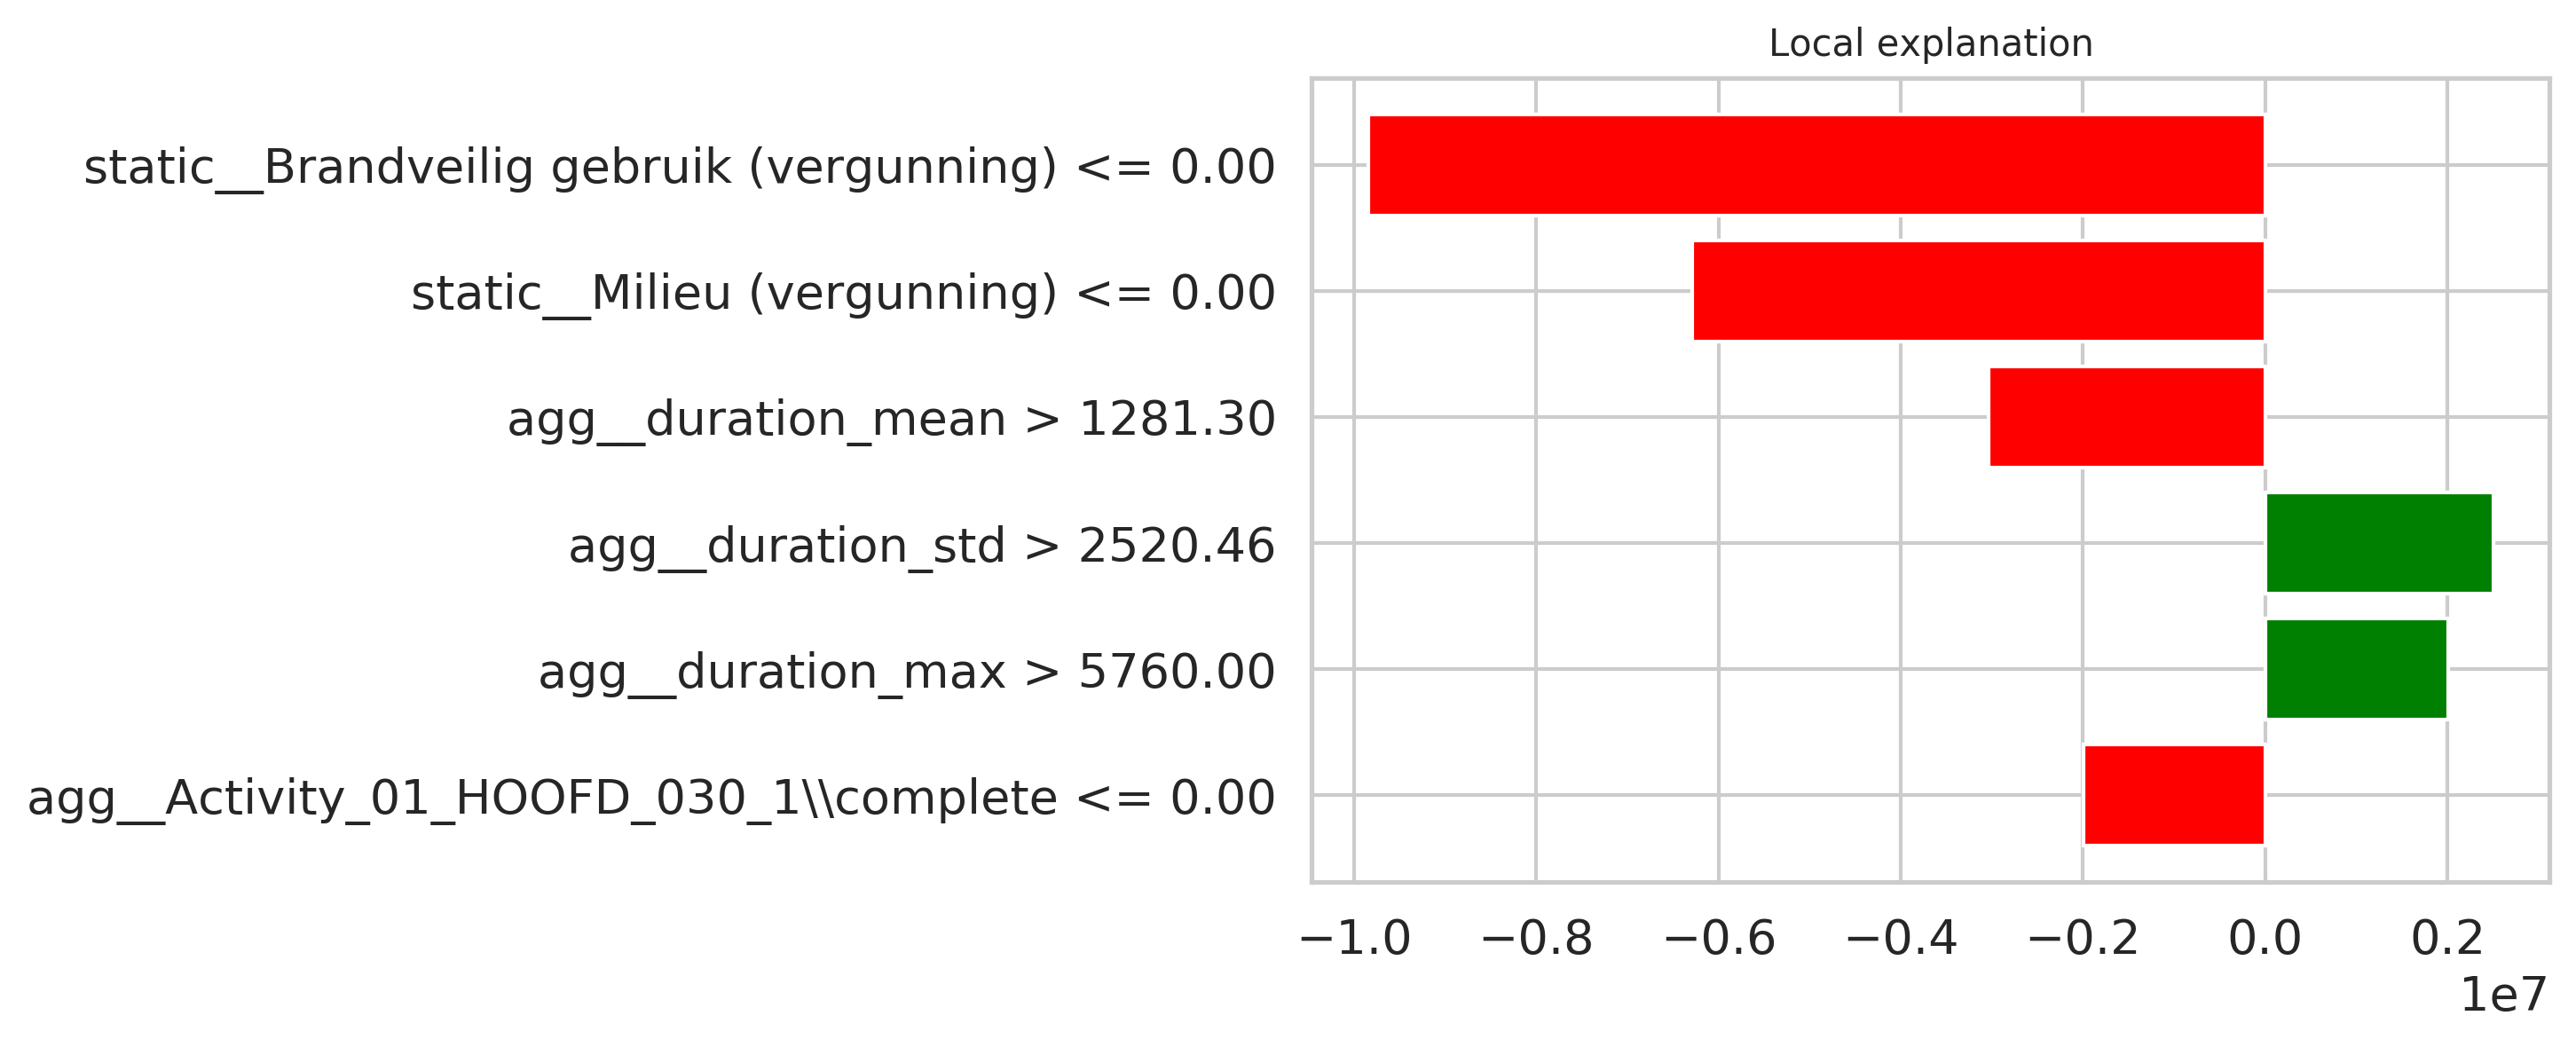 Local explanation
static__Brandveilig gebruik (vergunning) <= 0.00
static__Milieu (vergunning) <= 0.00
agg__duration_mean > 1281.30
agg__duration_std > 2520.46
agg__duration_max > 5760.00
agg__Activity_01_HOOFD_030_1\\complete <= 0.00
−1.0 −0.8 −0.6 −0.4 −0.2 0.0 0.2
1e7